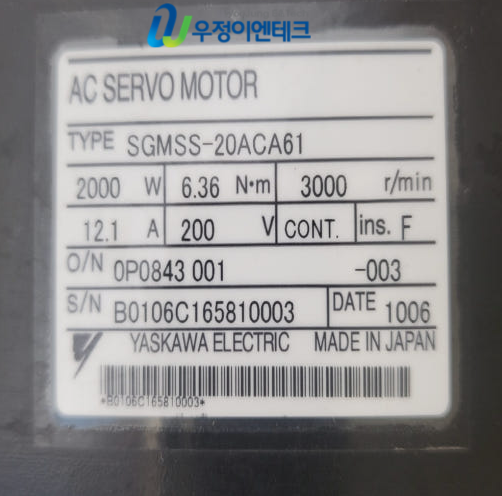 우정이엔테크
AC SERVO MOTOR
TYPE SGMSS-20ACA61
2000 W 6.36 N•m 3000 r/min
12.1 A 200 V CONT. ins. F
O/N 0P0843 001 -003
S/N B0106C165810003 DATE 1006
YASKAWA ELECTRIC MADE IN JAPAN
*B0106C165810003*